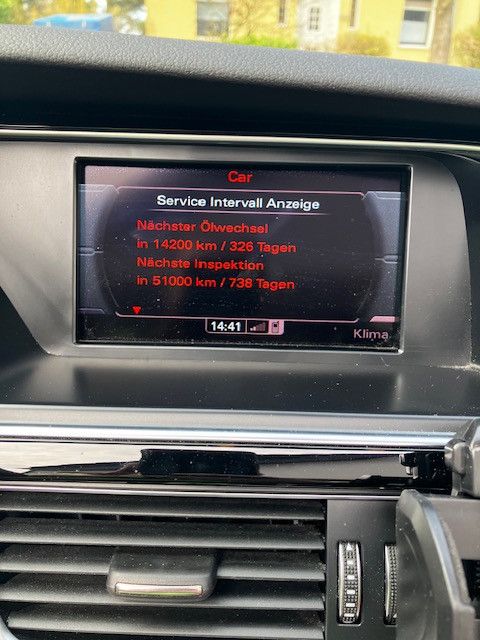 Car
Service Intervall Anzeige
Nächster Ölwechsel
in 14200 km / 326 Tagen
Nächste Inspektion
in 51000 km / 738 Tagen
14:41
Klima